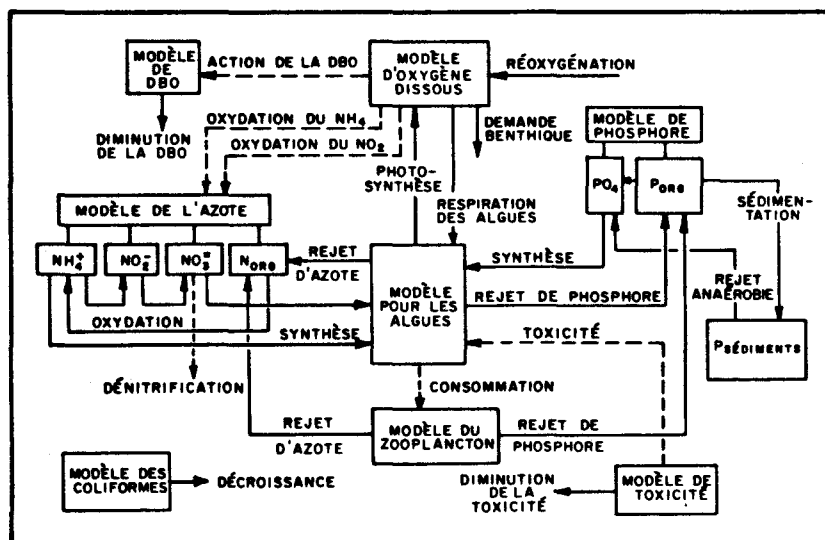 MODÈLE
DE
DBO
ACTION DE LA DBO
MODÈLE
D'OXYGÈNE
DISSOUS
RÉOXYGÉNATION
DIMINUTION
DE LA DBO
OXYDATION DU NH₄
OXYDATION DU NO₂
DEMANDE
BENTHIQUE
MODÈLE DE
PHOSPHORE
PHOTO-
SYNTHÈSE
RESPIRATION
DES ALGUES
PO₄
P_ORG
SÉDIMEN-
TATION
MODÈLE DE L'AZOTE
NH₄⁺
NO₂⁻
NO₃⁼
N_ORG
REJET
D'AZOTE
SYNTHÈSE
MODÈLE
POUR LES
ALGUES
REJET DE PHOSPHORE
REJET
ANAÉROBIE
OXYDATION
SYNTHÈSE
TOXICITÉ
P_SÉDIMENTS
DÉNITRIFICATION
CONSOMMATION
REJET
D'AZOTE
MODÈLE DU
ZOOPLANCTON
REJET DE
PHOSPHORE
MODÈLE DES
COLIFORMES
DÉCROISSANCE
DIMINUTION
DE LA
TOXICITÉ
MODÈLE DE
TOXICITÉ